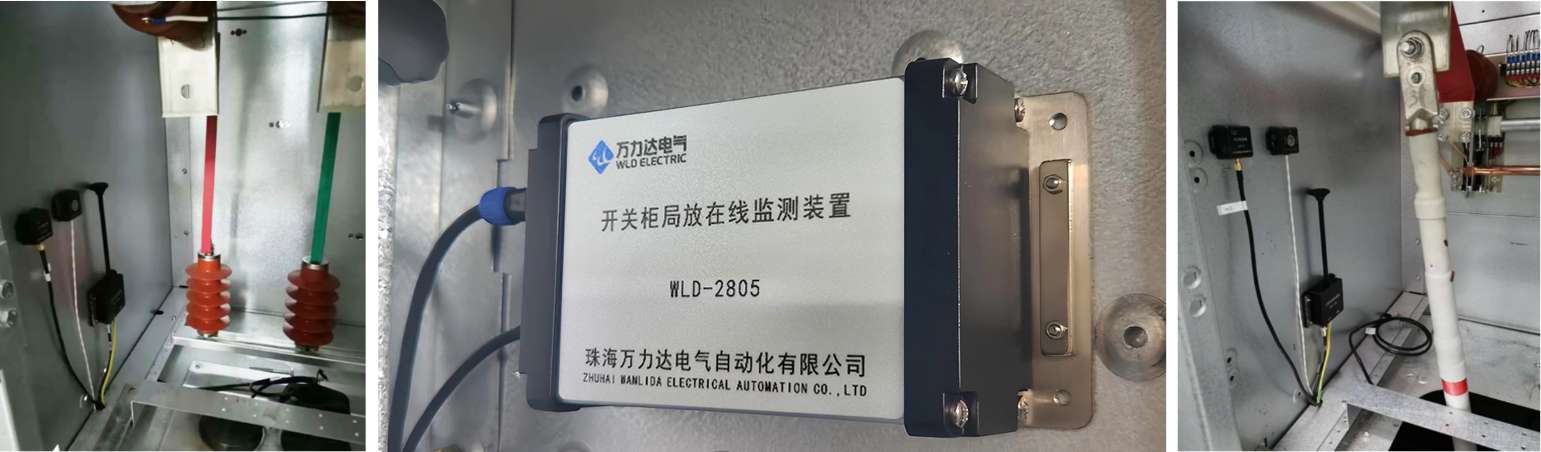 万力达电气
WLD ELECTRIC
开关柜局放在线监测装置
WLD-2805
珠海万力达电气自动化有限公司
ZHUHAI WANLIDA ELECTRICAL AUTOMATION CO.,LTD